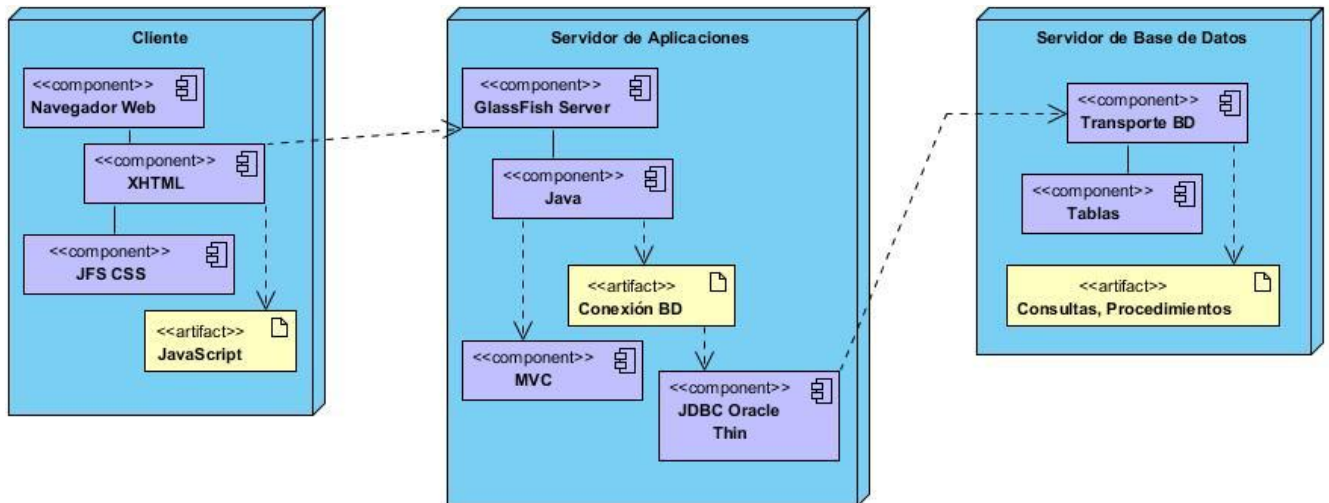 Cliente
<<component>>
Navegador Web
<<component>>
XHTML
<<component>>
JFS CSS
<<artifact>>
JavaScript
Servidor de Aplicaciones
<<component>>
GlassFish Server
<<component>>
Java
<<artifact>>
Conexión BD
<<component>>
MVC
<<component>>
JDBC Oracle
Thin
Servidor de Base de Datos
<<component>>
Transporte BD
<<component>>
Tablas
<<artifact>>
Consultas, Procedimientos